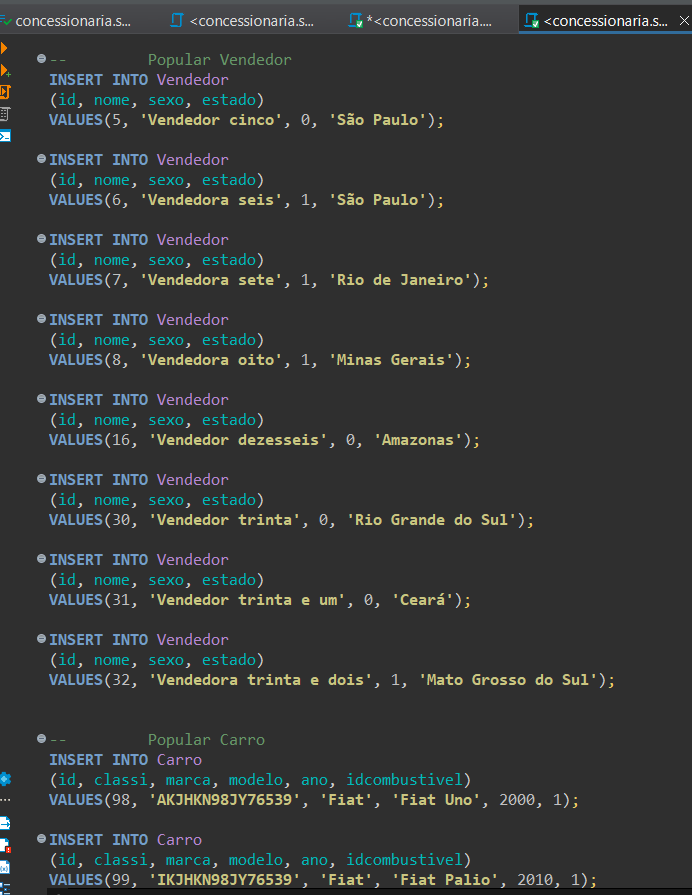 concessionaria.s...
<concessionaria.s...
*<concessionaria....
<concessionaria.s...
-- Popular Vendedor
INSERT INTO Vendedor
(id, nome, sexo, estado)
VALUES(5, 'Vendedor cinco', 0, 'São Paulo');
INSERT INTO Vendedor
(id, nome, sexo, estado)
VALUES(6, 'Vendedora seis', 1, 'São Paulo');
INSERT INTO Vendedor
(id, nome, sexo, estado)
VALUES(7, 'Vendedora sete', 1, 'Rio de Janeiro');
INSERT INTO Vendedor
(id, nome, sexo, estado)
VALUES(8, 'Vendedora oito', 1, 'Minas Gerais');
INSERT INTO Vendedor
(id, nome, sexo, estado)
VALUES(16, 'Vendedor dezesseis', 0, 'Amazonas');
INSERT INTO Vendedor
(id, nome, sexo, estado)
VALUES(30, 'Vendedor trinta', 0, 'Rio Grande do Sul');
INSERT INTO Vendedor
(id, nome, sexo, estado)
VALUES(31, 'Vendedor trinta e um', 0, 'Ceará');
INSERT INTO Vendedor
(id, nome, sexo, estado)
VALUES(32, 'Vendedora trinta e dois', 1, 'Mato Grosso do Sul');
-- Popular Carro
INSERT INTO Carro
(id, classi, marca, modelo, ano, idcombustivel)
VALUES(98, 'AKJHKN98JY76539', 'Fiat', 'Fiat Uno', 2000, 1);
INSERT INTO Carro
(id, classi, marca, modelo, ano, idcombustivel)
VALUES(99, 'IKJHKN98JY76539', 'Fiat', 'Fiat Palio', 2010, 1);